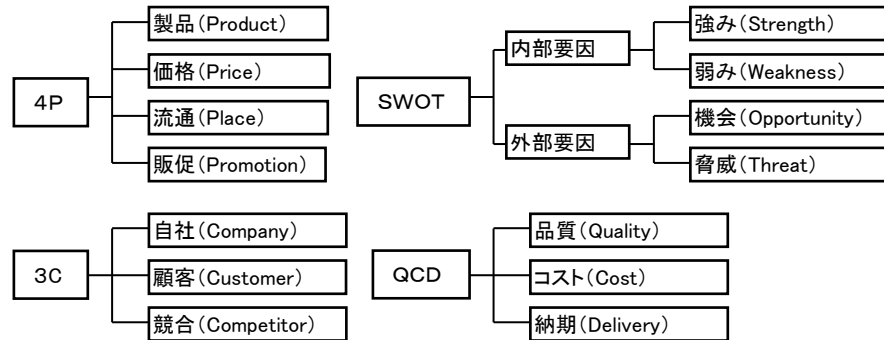 4P
製品(Product)
価格(Price)
流通(Place)
販促(Promotion)
SWOT
内部要因
強み(Strength)
弱み(Weakness)
外部要因
機会(Opportunity)
脅威(Threat)
3C
自社(Company)
顧客(Customer)
競合(Competitor)
QCD
品質(Quality)
コスト(Cost)
納期(Delivery)